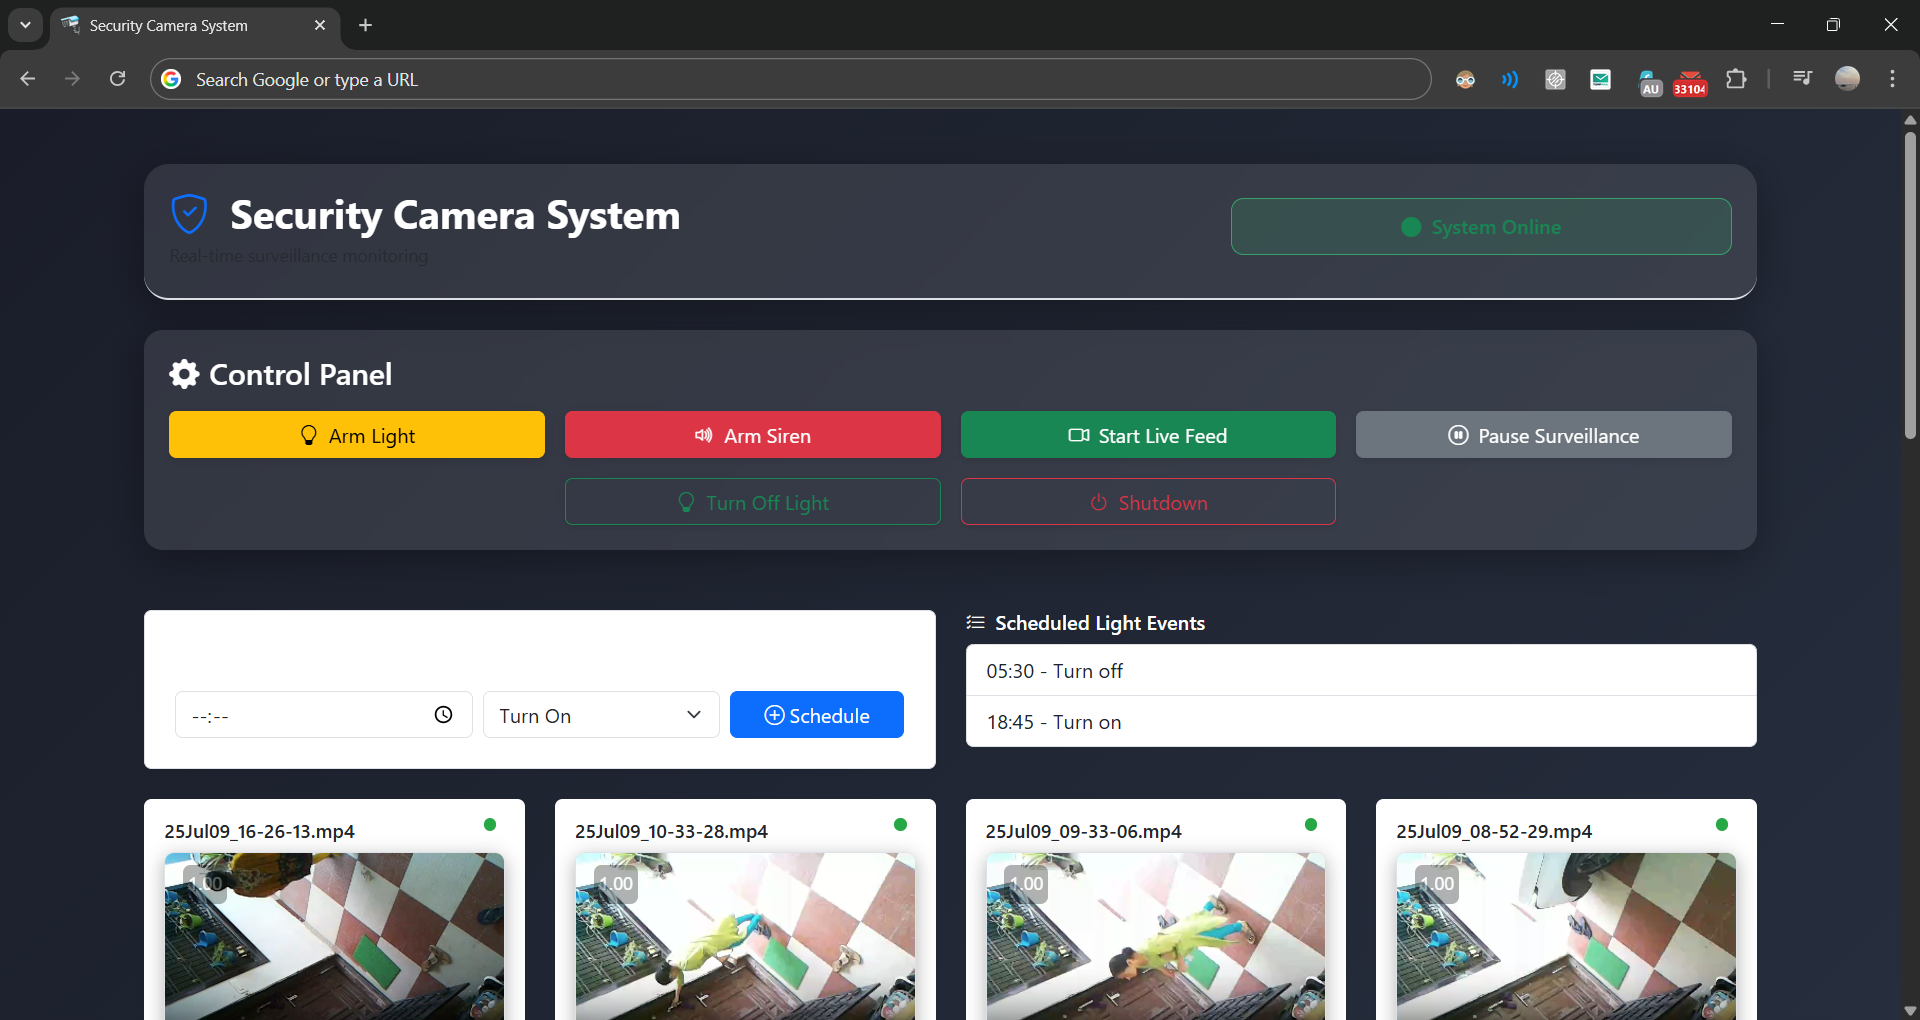 Security Camera System
Search Google or type a URL
AU
33104
Security Camera System
System Online
Real-time surveillance monitoring
Control Panel
Arm Light
Arm Siren
Start Live Feed
Pause Surveillance
Turn Off Light
Shutdown
Scheduled Light Events
05:30 - Turn off
18:45 - Turn on
--:--
Turn On
Schedule
25Jul09_16-26-13.mp4
1.00
25Jul09_10-33-28.mp4
1.00
25Jul09_09-33-06.mp4
1.00
25Jul09_08-52-29.mp4
1.00